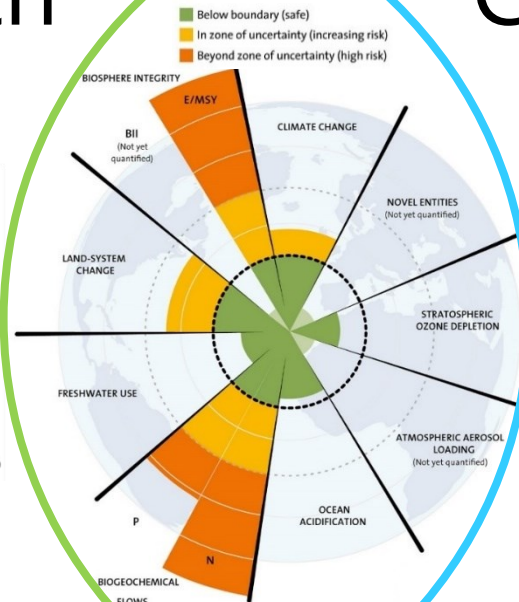 Below boundary (safe)
In zone of uncertainty (increasing risk)
Beyond zone of uncertainty (high risk)
BIOSPHERE INTEGRITY
E/MSY
CLIMATE CHANGE
BII
(Not yet
quantified)
NOVEL ENTITIES
(Not yet quantified)
LAND-SYSTEM
CHANGE
STRATOSPHERIC
OZONE DEPLETION
FRESHWATER USE
ATMOSPHERIC AEROSOL
LOADING
(Not yet quantified)
OCEAN
ACIDIFICATION
P
N
BIOGEOCHEMICAL
FLOWS